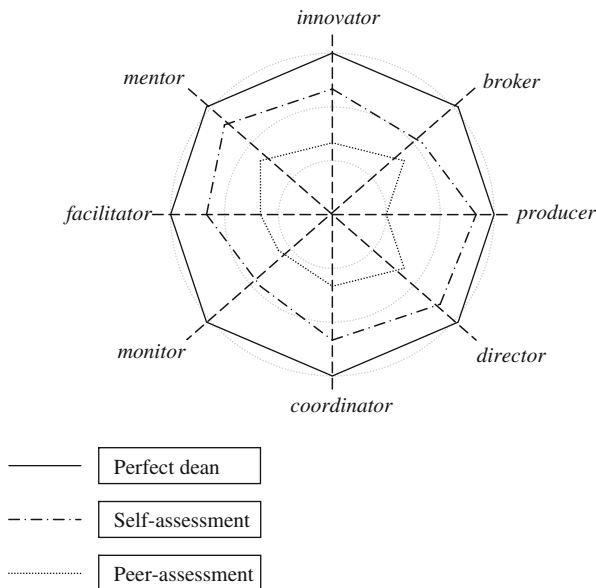 innovator
mentor
broker
facilitator
producer
monitor
director
coordinator
Perfect dean
Self-assessment
Peer-assessment